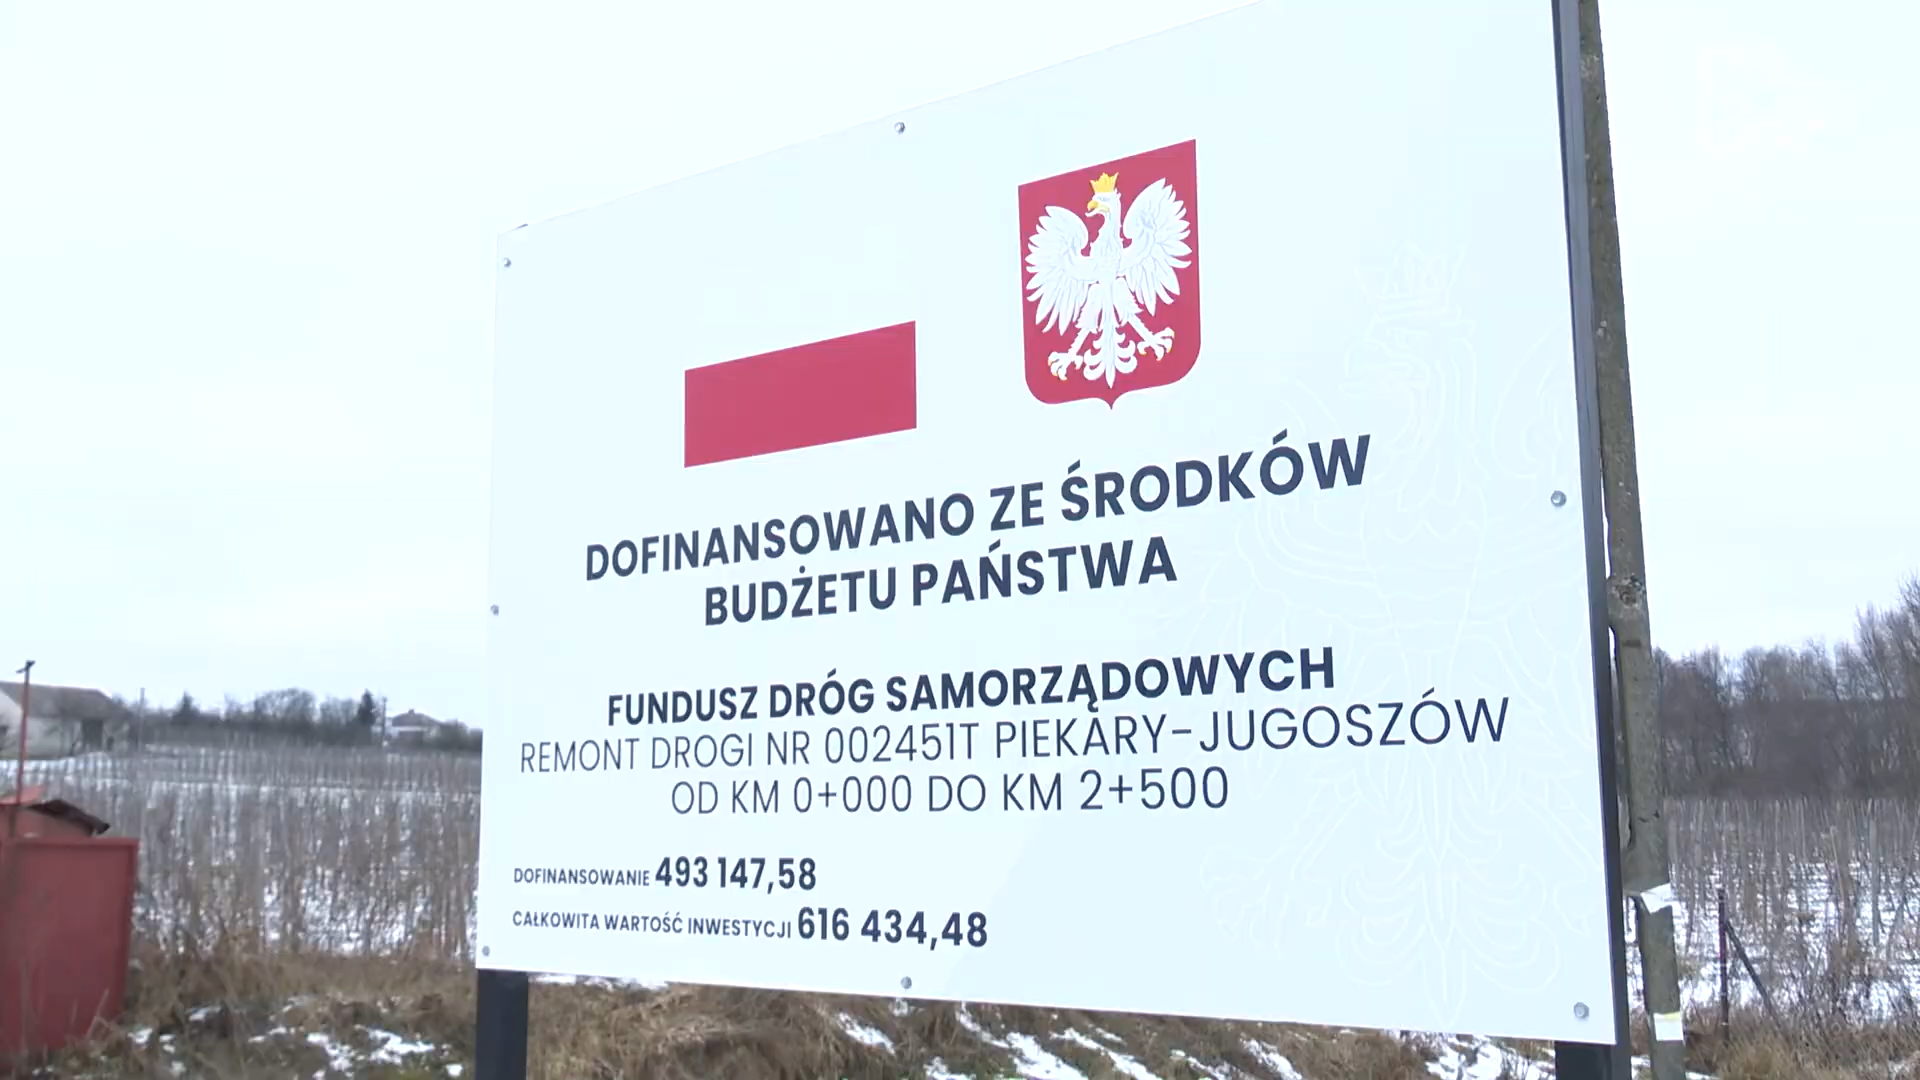 DOFINANSOWANO ZE ŚRODKÓW
BUDŻETU PAŃSTWA
FUNDUSZ DRÓG SAMORZĄDOWYCH
REMONT DROGI NR 002451T PIEKARY-JUGOSZÓW
OD KM 0+000 DO KM 2+500
DOFINANSOWANIE 493 147,58
CAŁKOWITA WARTOŚĆ INWESTYCJI 616 434,48